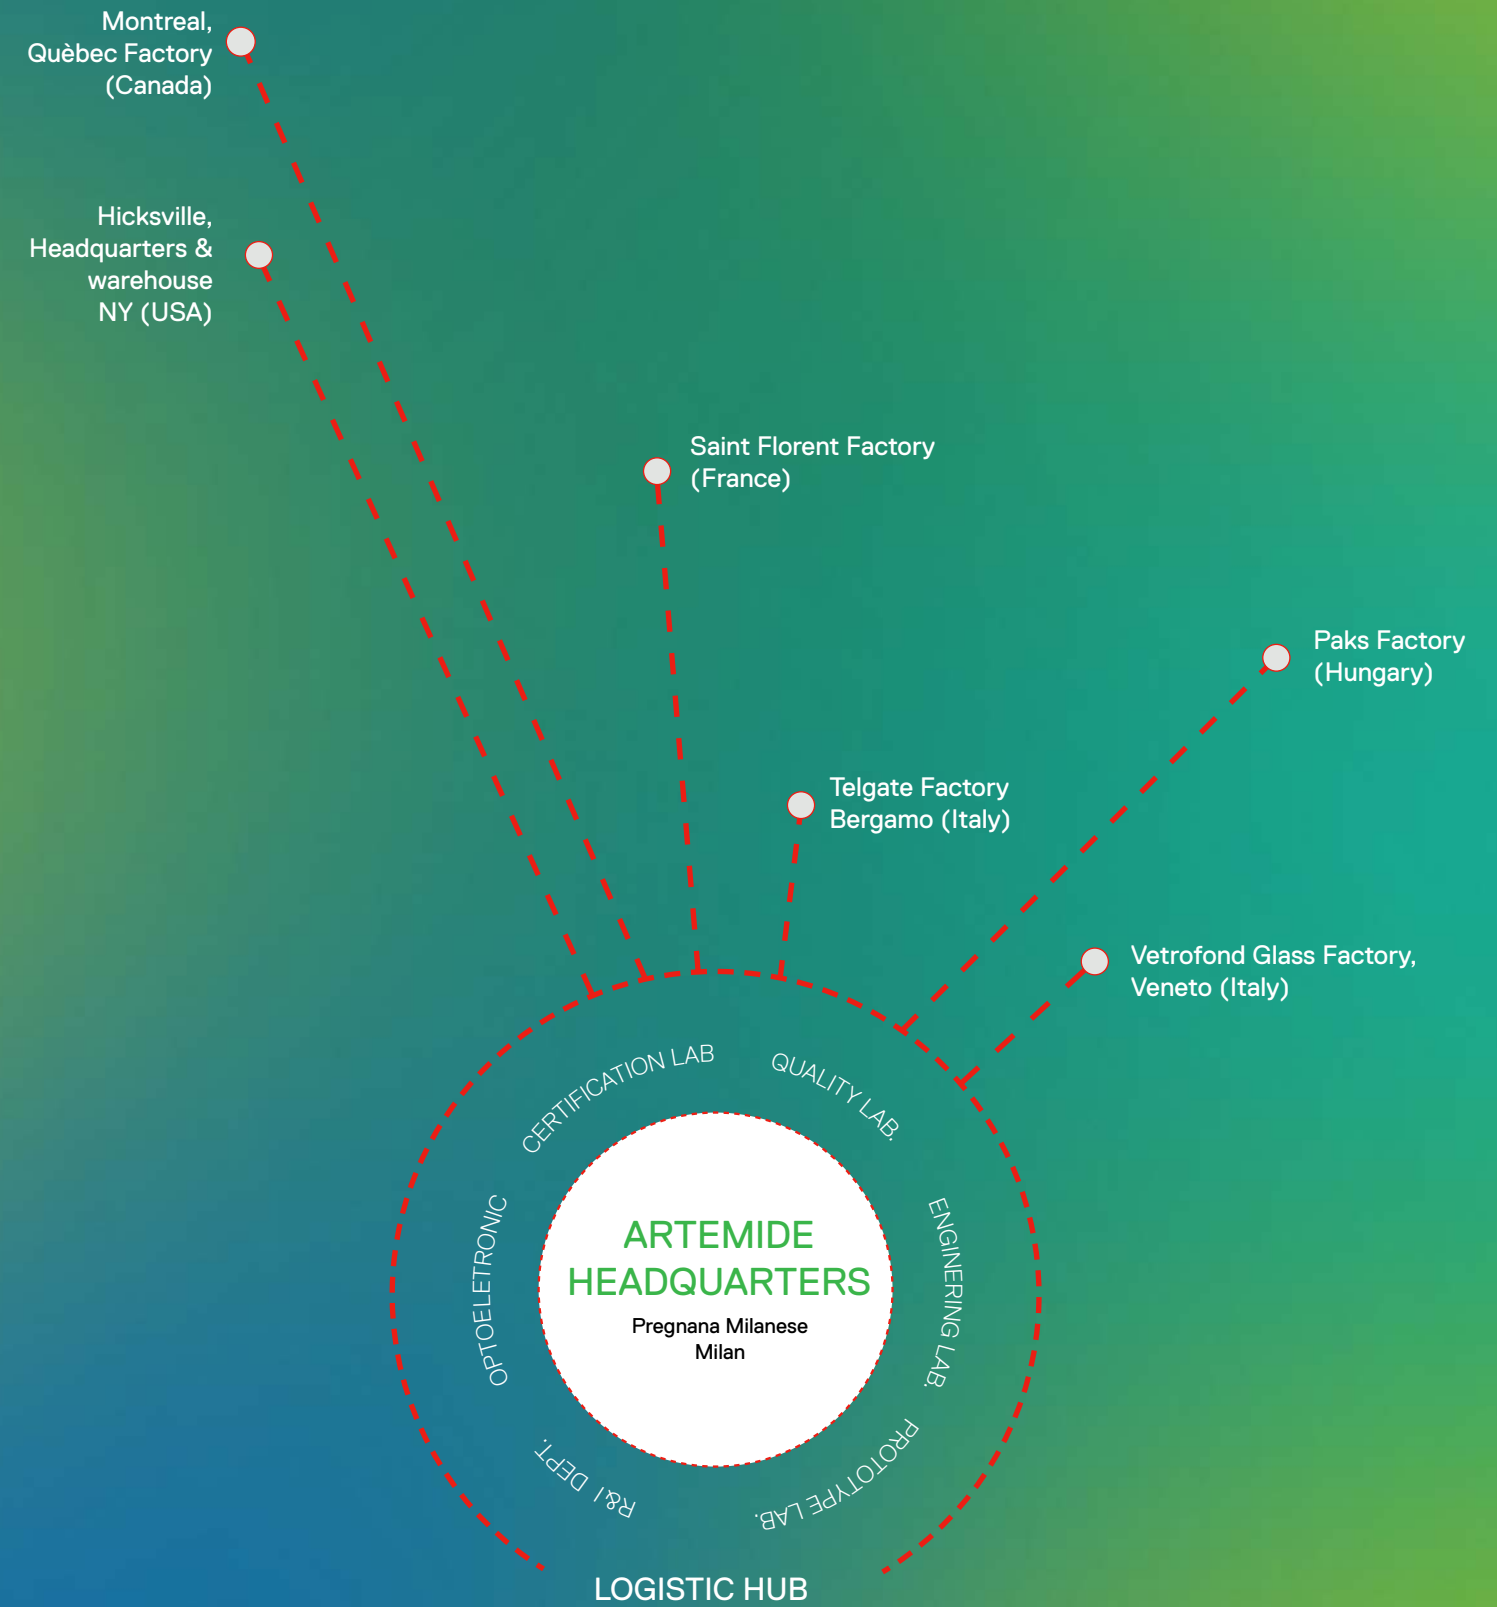 Montreal,
Quèbec Factory
(Canada)
Hicksville,
Headquarters &
warehouse
NY (USA)
Saint Florent Factory
(France)
Paks Factory
(Hungary)
Telgate Factory
Bergamo (Italy)
Vetrofond Glass Factory,
Veneto (Italy)
CERTIFICATION LAB
QUALITY LAB.
ENGINERING LAB.
PROTOTYPE LAB.
R&I DEPT.
OPTOELETRONIC
ARTEMIDE
HEADQUARTERS
Pregnana Milanese
Milan
LOGISTIC HUB